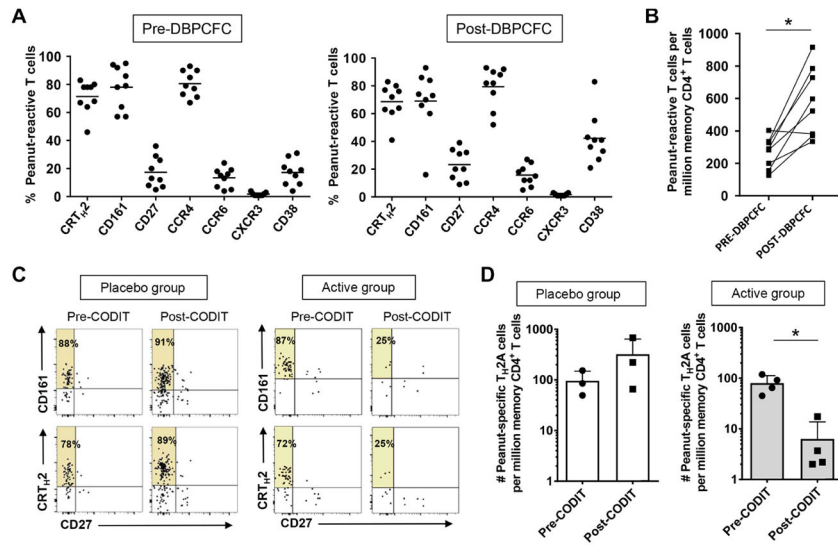 A
Pre-DBPCFC
Post-DBPCFC
% Peanut-reactive T cells
100
80
60
40
20
0
CRTH2
CD161
CD27
CCR4
CCR6
CXCR3
CD38
% Peanut-reactive T cells
100
80
60
40
20
0
CRTH2
CD161
CD27
CCR4
CCR6
CXCR3
CD38
B
*
Peanut-reactive T cells per
million memory CD4+ T cells
1000
800
600
400
200
0
PRE-DBPCFC
POST-DBPCFC
C
Placebo group
Active group
Pre-CODIT
Post-CODIT
Pre-CODIT
Post-CODIT
88%
91%
87%
25%
CD161
CD161
78%
89%
72%
25%
CRTH2
CRTH2
CD27
CD27
D
Placebo group
Active group
# Peanut-specific TH2A cells
per million memory CD4+ T cells
1000
100
10
1
Pre-CODIT
Post-CODIT
# Peanut-specific TH2A cells
per million memory CD4+ T cells
1000
100
10
1
*
Pre-CODIT
Post-CODIT